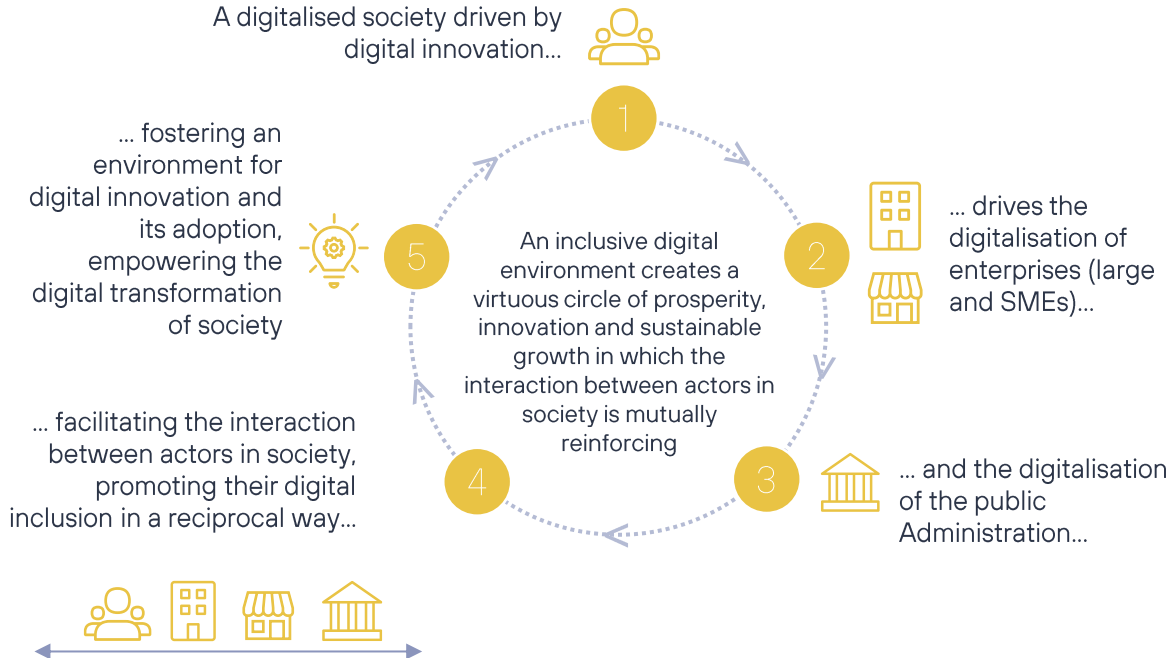 A digitalised society driven by
digital innovation...
1
2
... drives the
digitalisation of
enterprises (large
and SMEs)...
3
... and the digitalisation
of the public
Administration...
4
... facilitating the interaction
between actors in society,
promoting their digital
inclusion in a reciprocal way...
5
... fostering an
environment for
digital innovation and
its adoption,
empowering the
digital transformation
of society
An inclusive digital
environment creates a
virtuous circle of prosperity,
innovation and sustainable
growth in which the
interaction between actors in
society is mutually
reinforcing